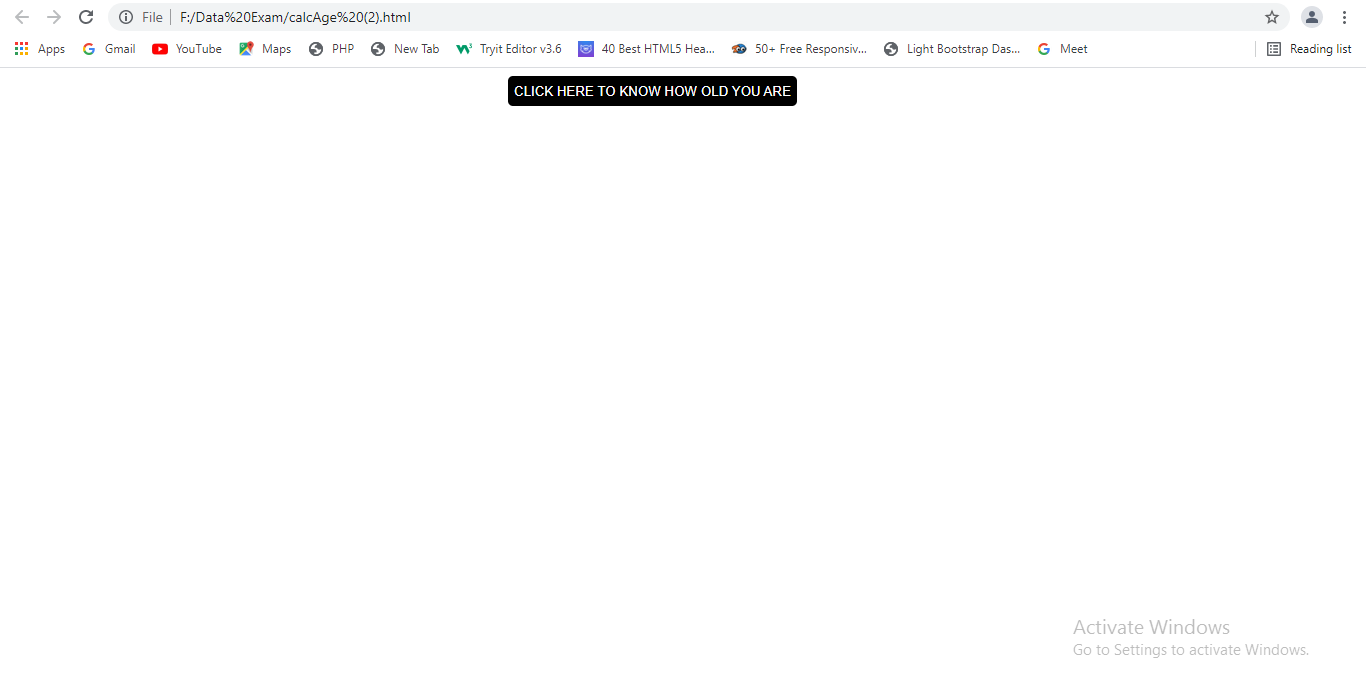 File F:/Data%20Exam/calcAge%20(2).html
Apps Gmail YouTube Maps PHP New Tab Tryit Editor v3.6 40 Best HTML5 Hea... 50+ Free Responsiv... Light Bootstrap Das... Meet Reading list
CLICK HERE TO KNOW HOW OLD YOU ARE
Activate Windows
Go to Settings to activate Windows.